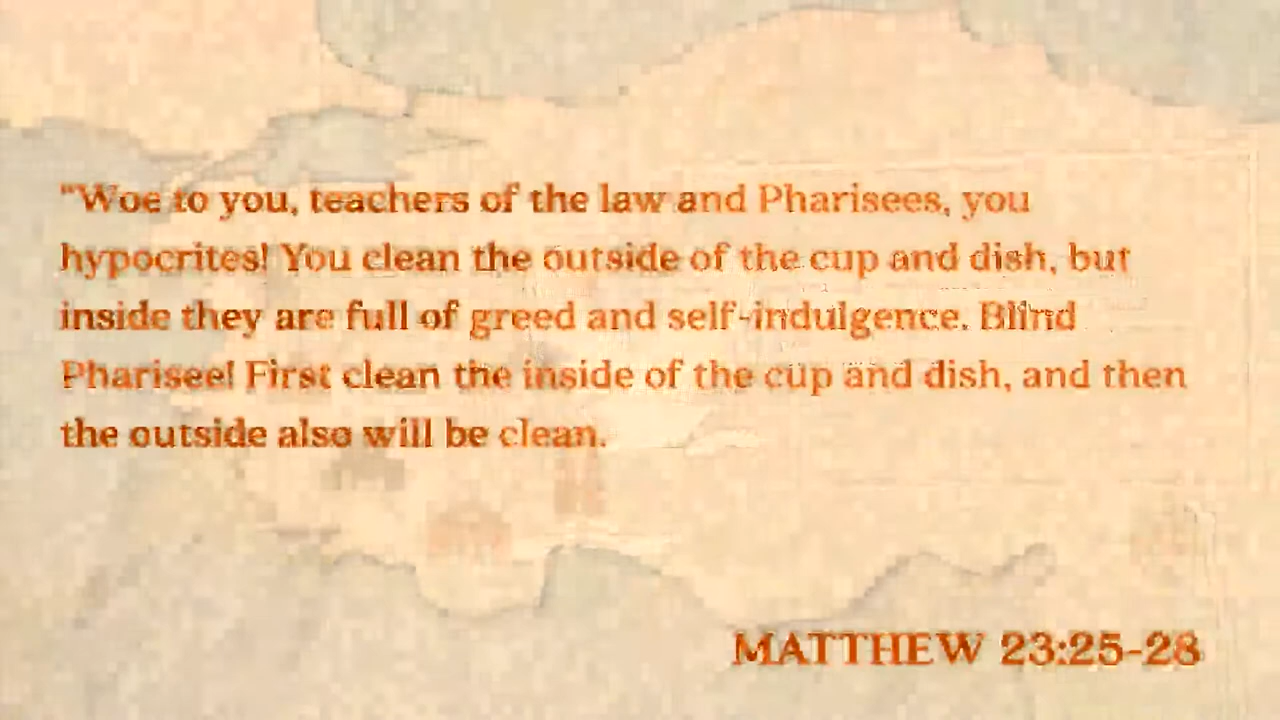 "Woe to you, teachers of the law and Pharisees, you
hypocrites! You clean the outside of the cup and dish, but
inside they are full of greed and self-indulgence. Blind
Pharisee! First clean the inside of the cup and dish, and then
the outside also will be clean.
MATTHEW 23:25-28